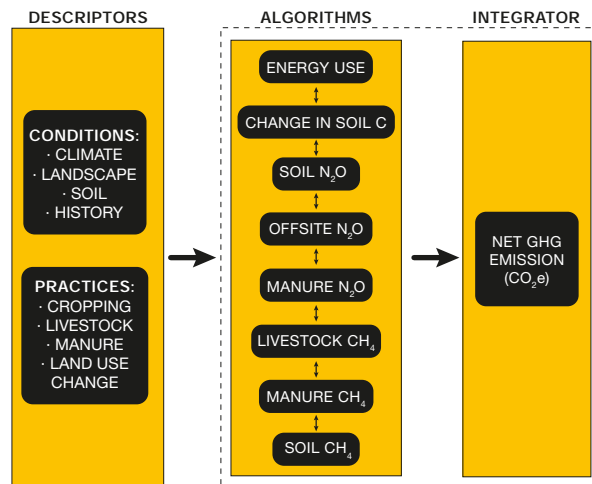 DESCRIPTORS
CONDITIONS:
· CLIMATE
· LANDSCAPE
· SOIL
· HISTORY
PRACTICES:
· CROPPING
· LIVESTOCK
· MANURE
· LAND USE
CHANGE
ALGORITHMS
ENERGY USE
CHANGE IN SOIL C
SOIL N₂O
OFFSITE N₂O
MANURE N₂O
LIVESTOCK CH₄
MANURE CH₄
SOIL CH₄
INTEGRATOR
NET GHG
EMISSION
(CO₂e)